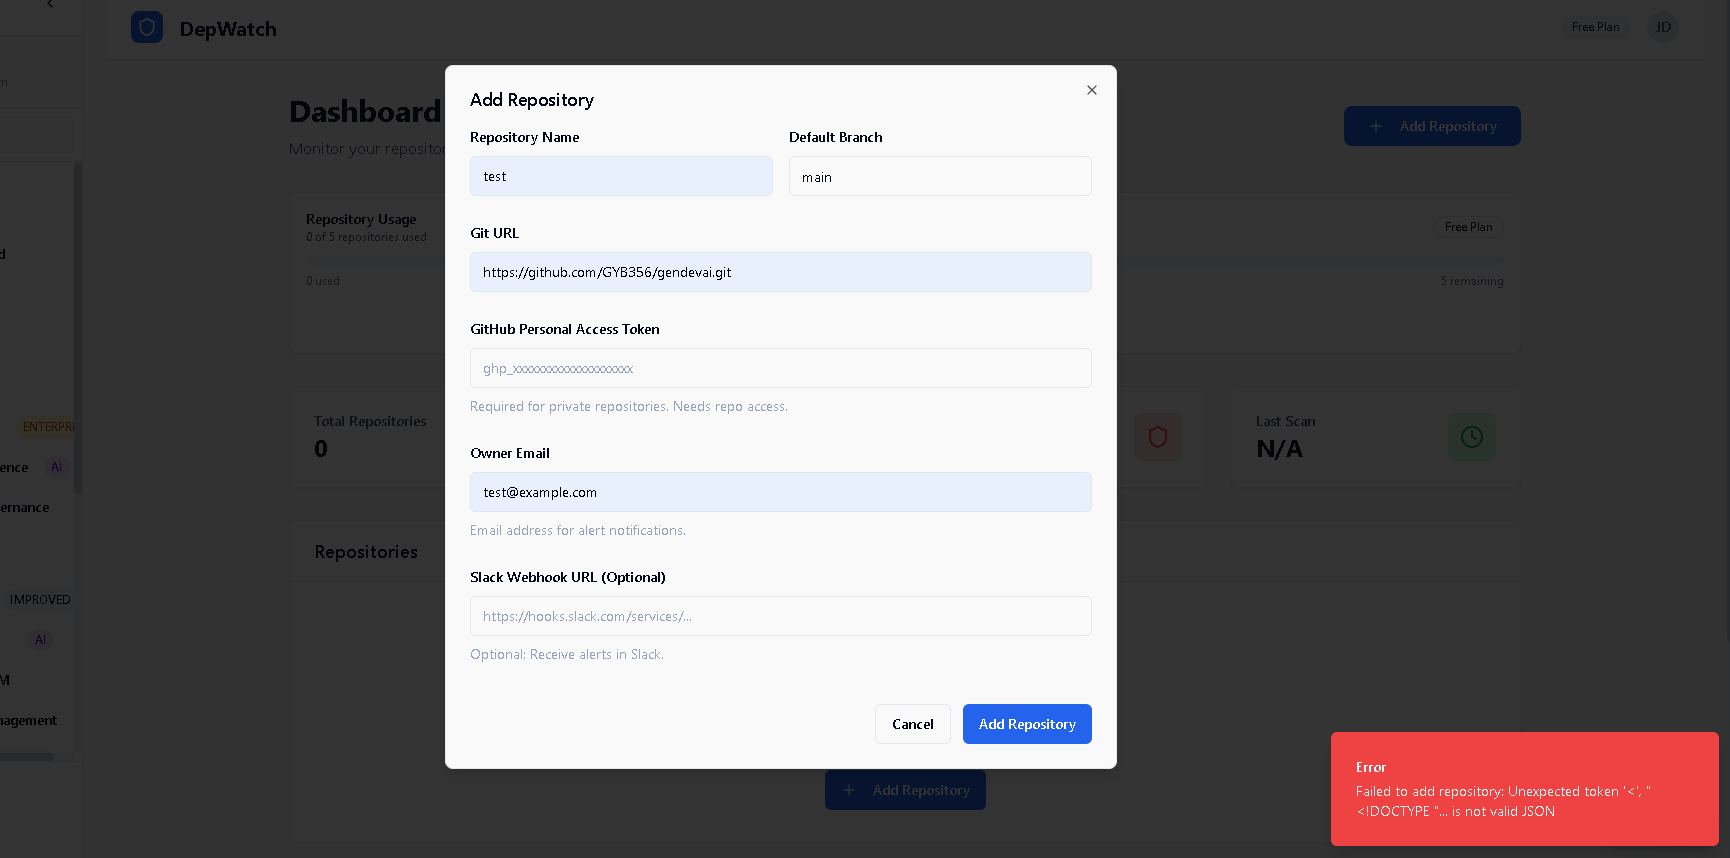 DepWatch
Free Plan
JD
m
Dashboard
Monitor your repositor
Add Repository
Add Repository
Repository Name
Default Branch
test
main
Git URL
https://github.com/GYB356/gendevai.git
GitHub Personal Access Token
ghp_xxxxxxxxxxxxxxxxxxxx
Required for private repositories. Needs repo access.
Owner Email
test@example.com
Email address for alert notifications.
Slack Webhook URL (Optional)
https://hooks.slack.com/services/...
Optional: Receive alerts in Slack.
Cancel
Add Repository
Repository Usage
0 of 5 repositories used
Free Plan
0 used
5 remaining
Total Repositories
0
Last Scan
N/A
Repositories
Add Repository
d
ENTERPRI
ence
AI
ernance
IMPROVED
AI
M
nagement
Error
Failed to add repository: Unexpected token '<', "
<!DOCTYPE "... is not valid JSON